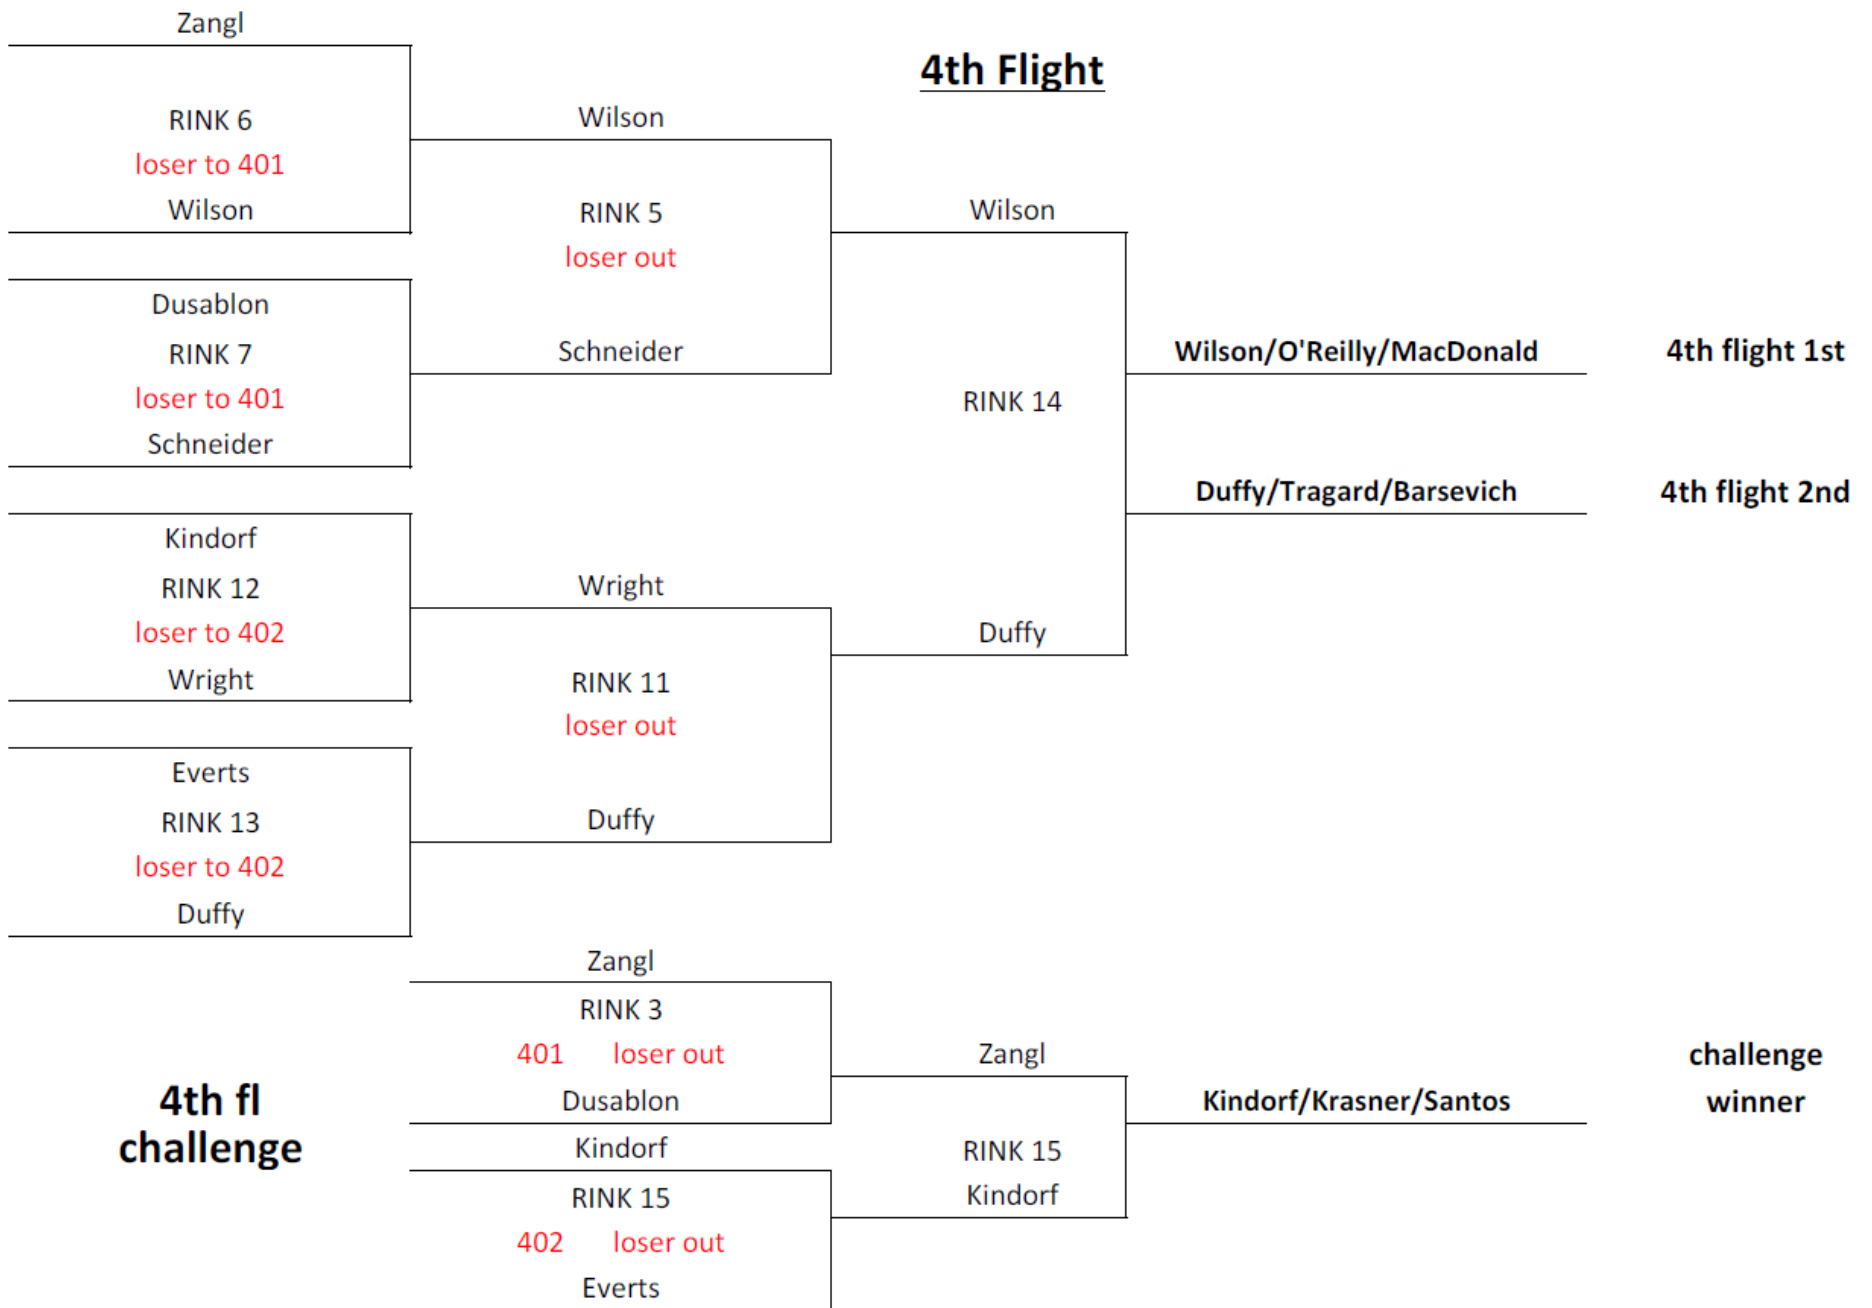 Zangl
4th Flight
RINK 6
Wilson
loser to 401
Wilson
RINK 5
Wilson
loser out
Dusablon
RINK 7
Schneider
Wilson/O'Reilly/MacDonald
4th flight 1st
loser to 401
RINK 14
Schneider
Duffy/Tragard/Barsevich
4th flight 2nd
Kindorf
RINK 12
Wright
loser to 402
Duffy
Wright
RINK 11
loser out
Everts
RINK 13
Duffy
loser to 402
Duffy
Zangl
RINK 3
401 loser out
Zangl
challenge
4th fl
Dusablon
Kindorf/Krasner/Santos
winner
challenge
Kindorf
RINK 15
RINK 15
Kindorf
402 loser out
Everts